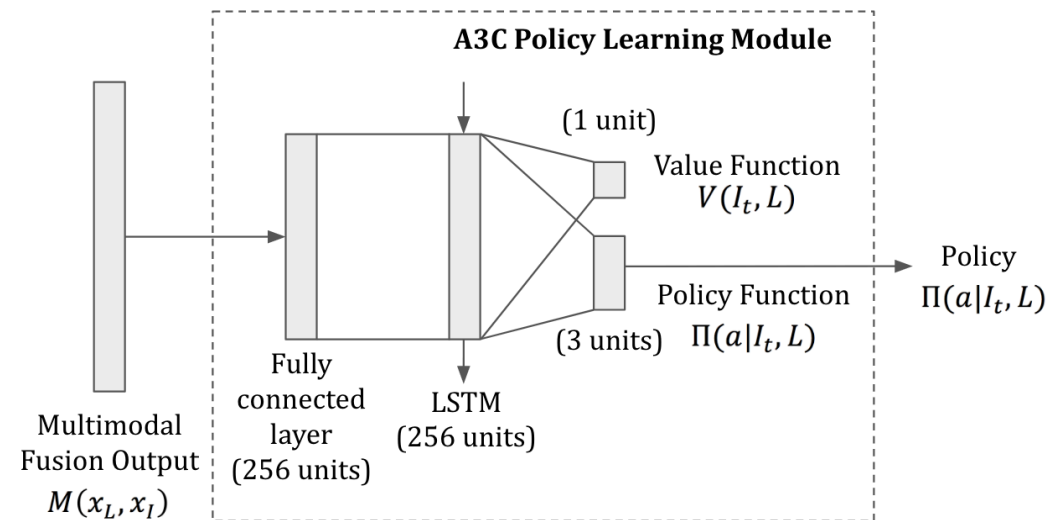 A3C Policy Learning Module
(1 unit)
Value Function
V(I_t, L)
Policy
Π(a|I_t, L)
Policy Function
Π(a|I_t, L)
(3 units)
Fully
connected
layer
(256 units)
LSTM
(256 units)
Multimodal
Fusion Output
M(x_L, x_I)